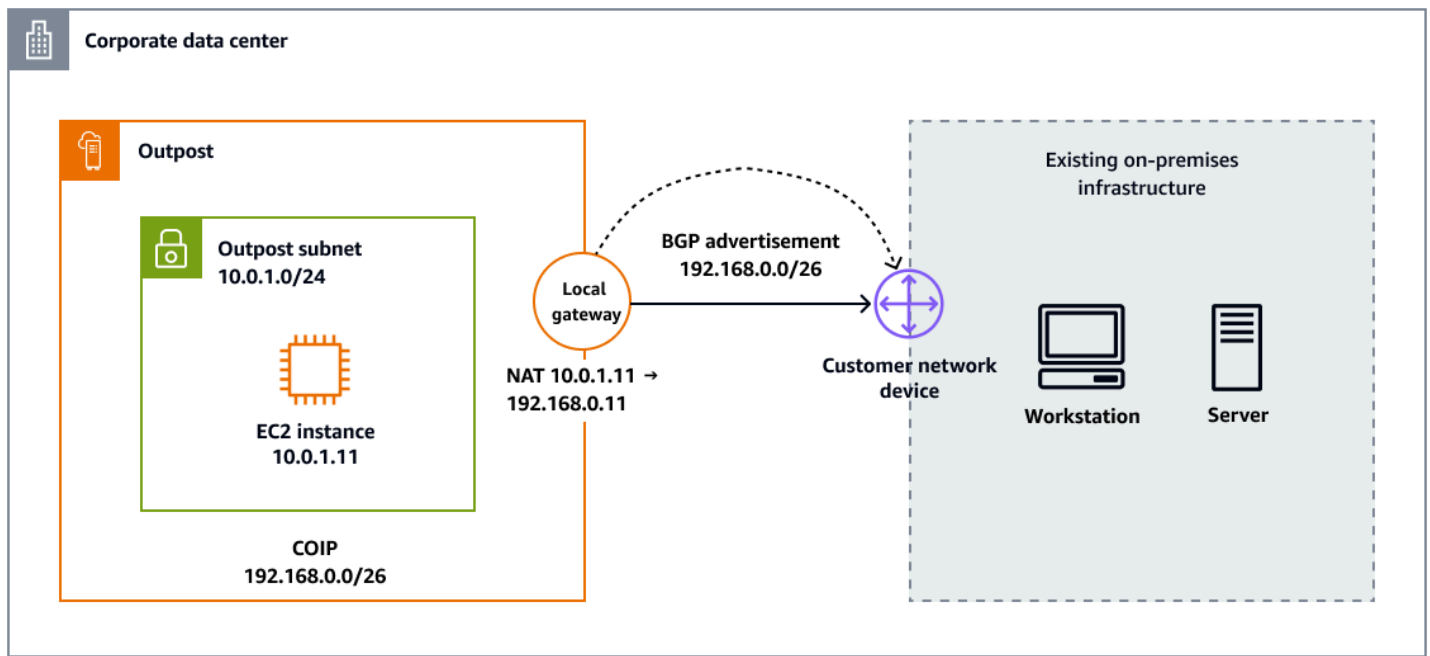 Corporate data center
Outpost
Outpost subnet
10.0.1.0/24
EC2 instance
10.0.1.11
COIP
192.168.0.0/26
Local
gateway
NAT 10.0.1.11 →
192.168.0.11
BGP advertisement
192.168.0.0/26
Customer network
device
Existing on-premises
infrastructure
Workstation
Server